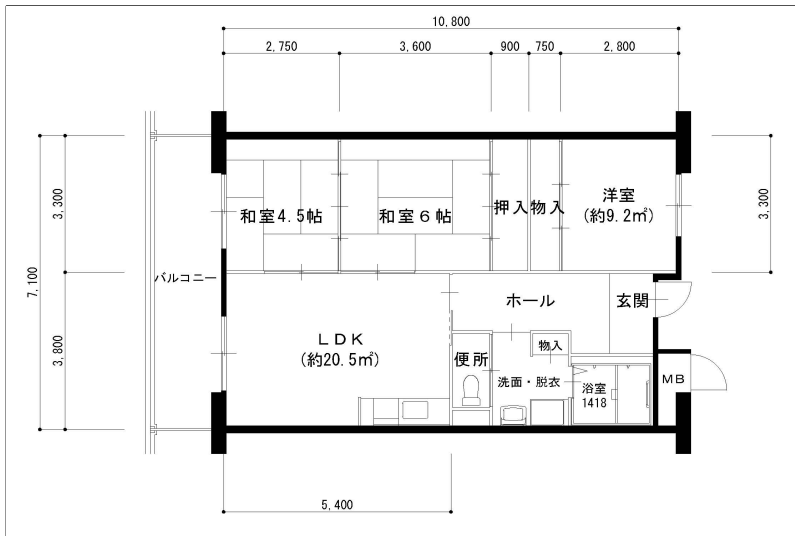 10,800
2,750 3,600 900 750 2,800
3,300
7,100
3,800
3,300
和室4.5帖
和室6帖
押入
物入
洋室
(約9.2㎡)
バルコニー
ホール
玄関
LDK
(約20.5㎡)
便所
物入
洗面・脱衣
浴室
1418
MB
5,400